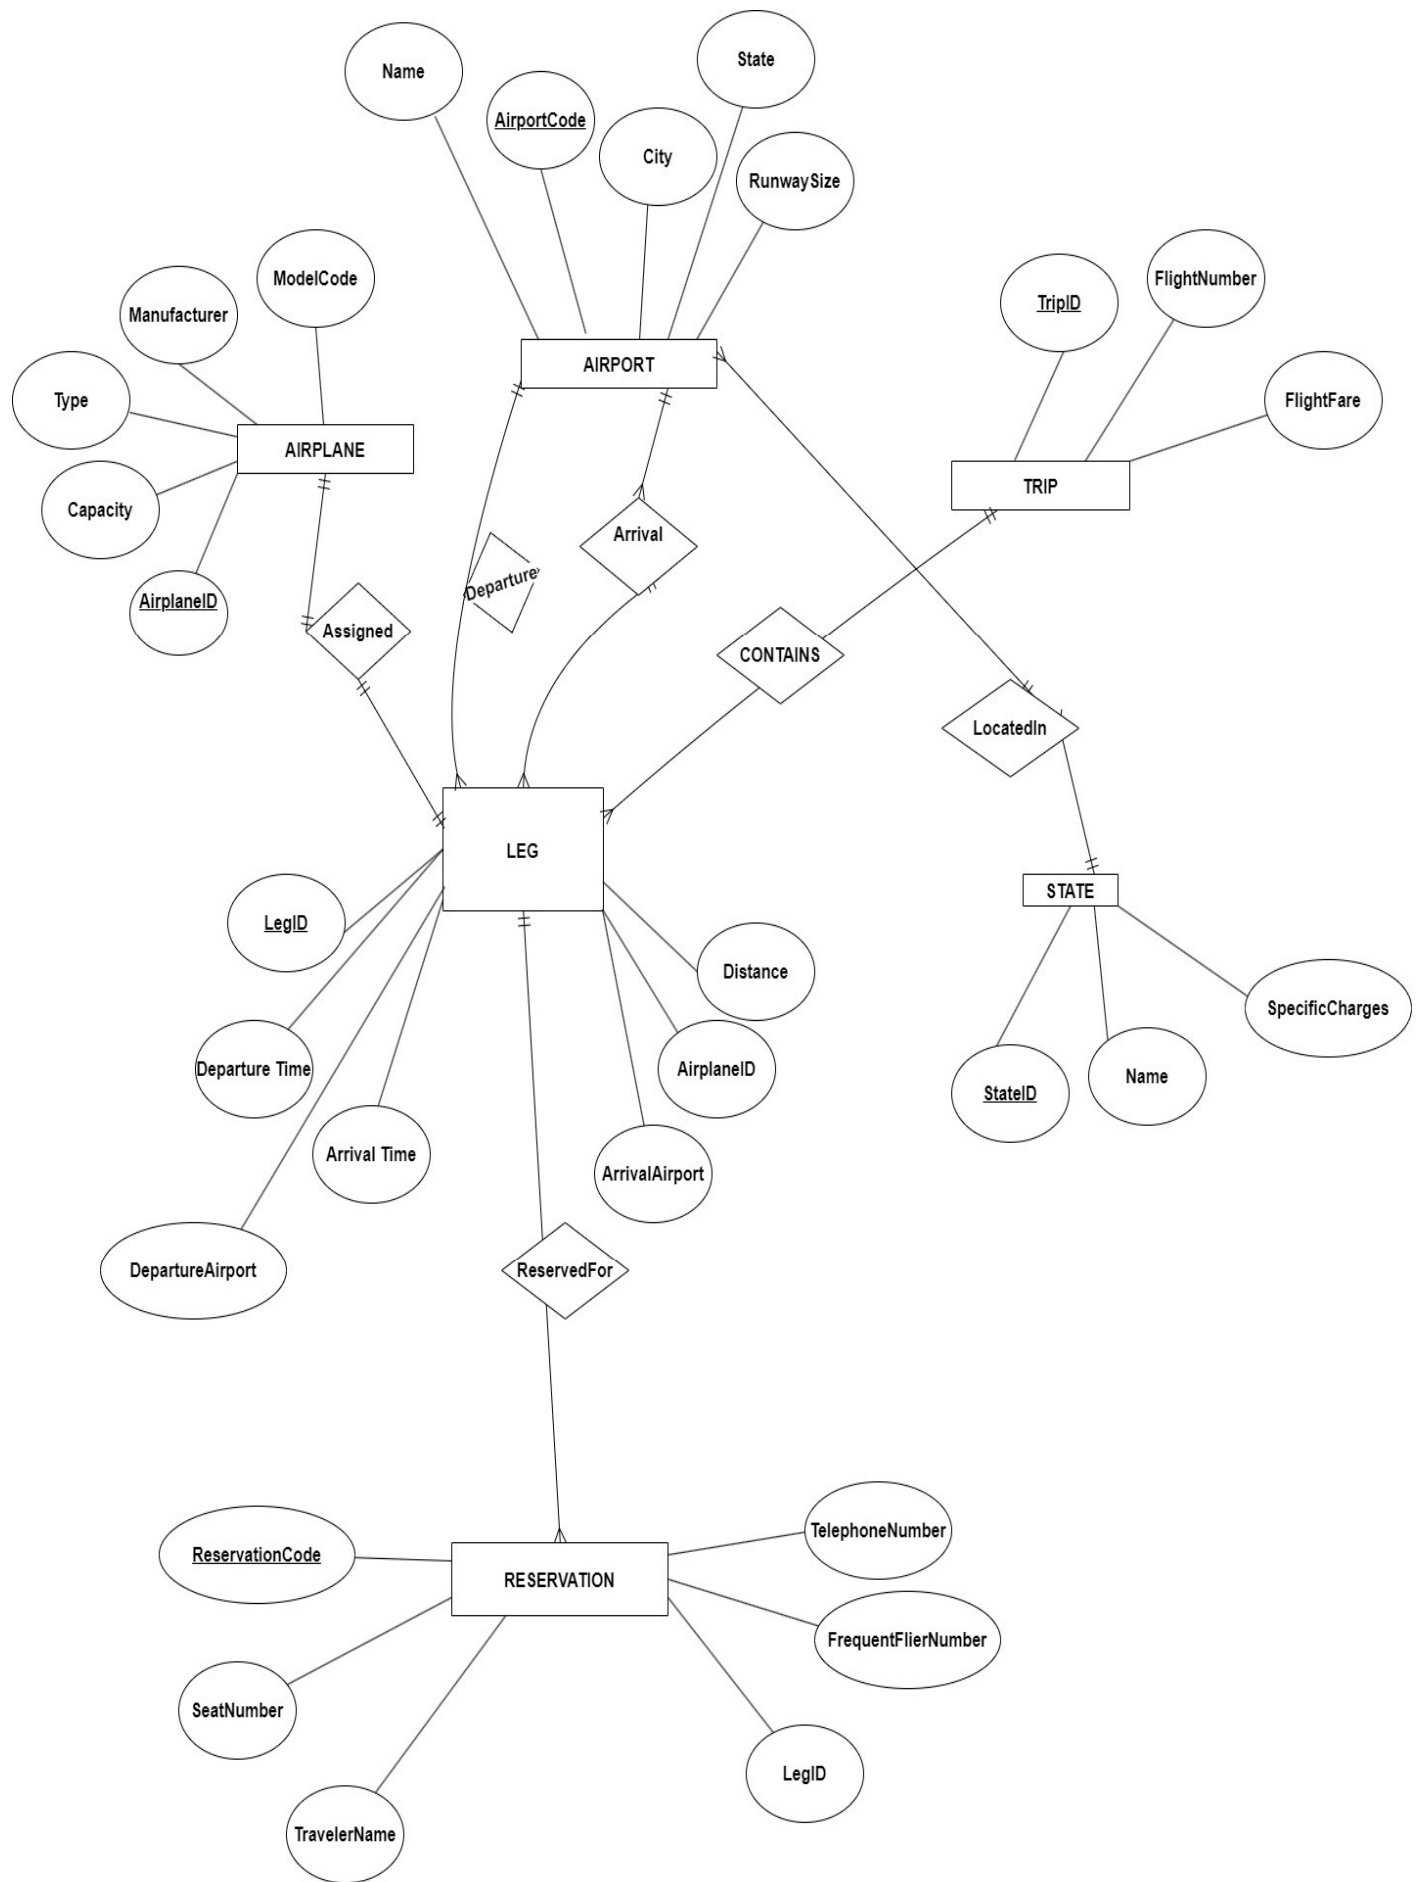 State
Name
AirportCode
City
RunwaySize
ModelCode
FlightNumber
TripID
Manufacturer
AIRPORT
Type
FlightFare
AIRPLANE
TRIP
Capacity
Arrival
Departure
AirplaneID
Assigned
CONTAINS
LocatedIn
LEG
STATE
LegID
Distance
SpecificCharges
Departure Time
AirplaneID
Name
StateID
Arrival Time
ArrivalAirport
DepartureAirport
ReservedFor
TelephoneNumber
ReservationCode
RESERVATION
FrequentFlierNumber
SeatNumber
LegID
TravelerName